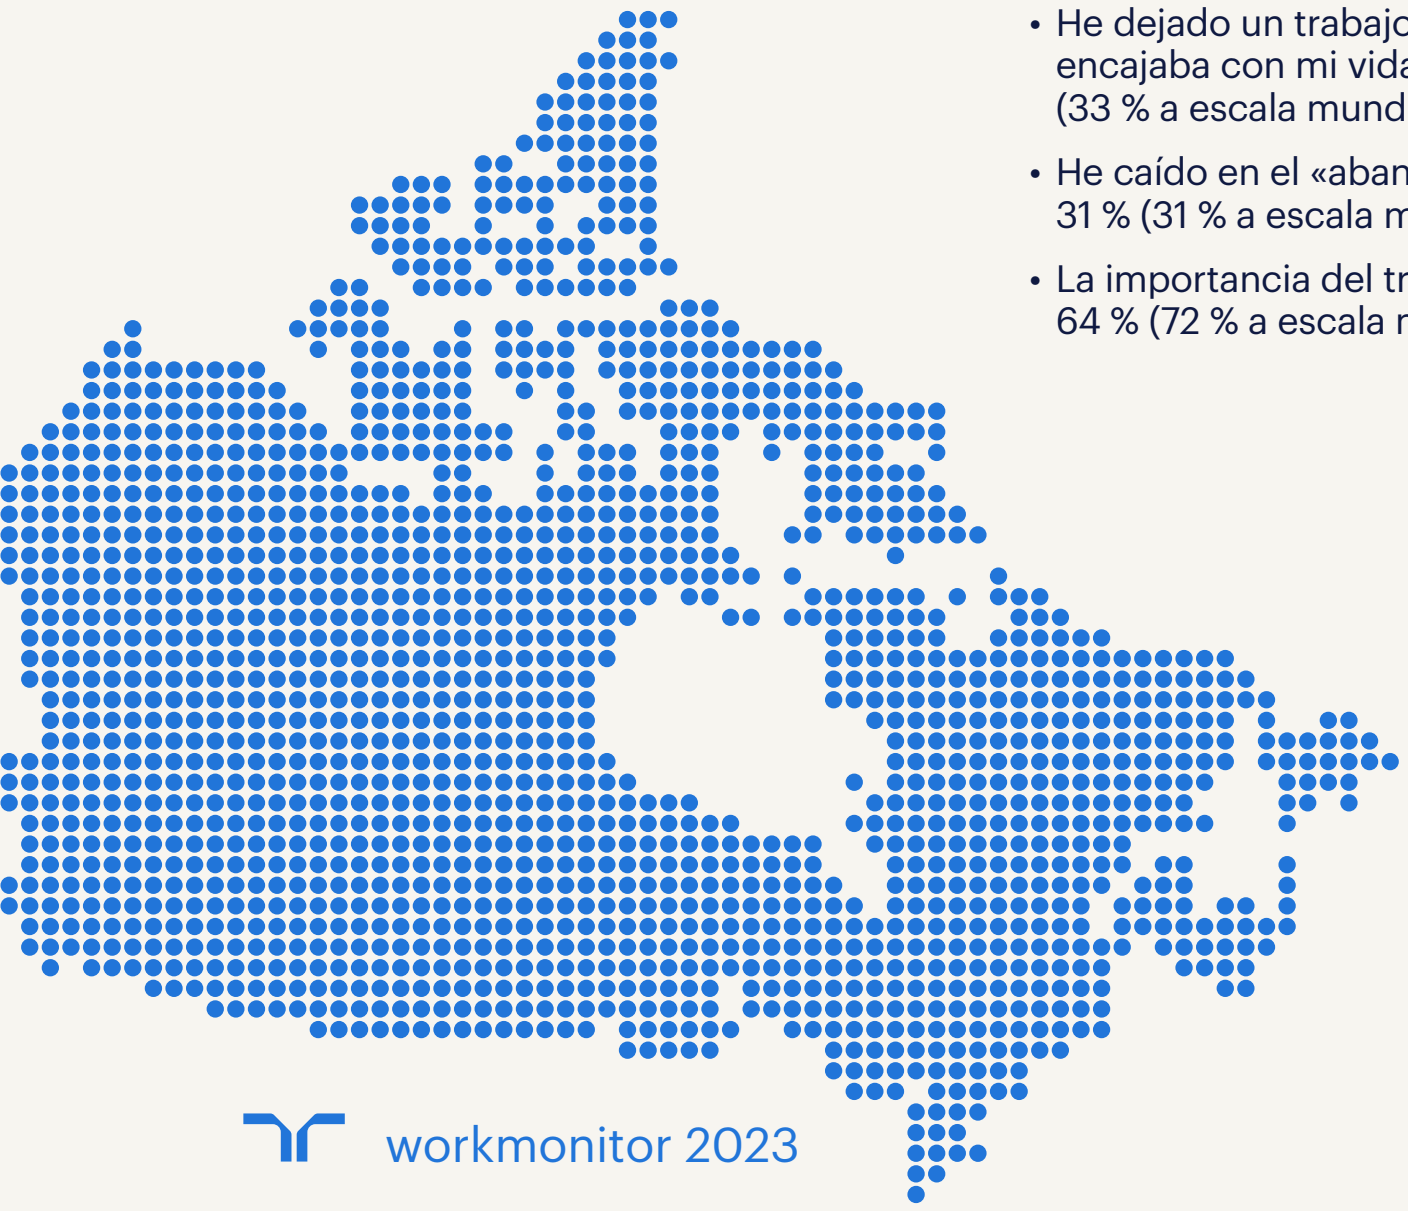 • He dejado un trabajo
encajaba con mi vida
(33 % a escala mund
• He caído en el «aban
31 % (31 % a escala m
• La importancia del tr
64 % (72 % a escala
workmonitor 2023